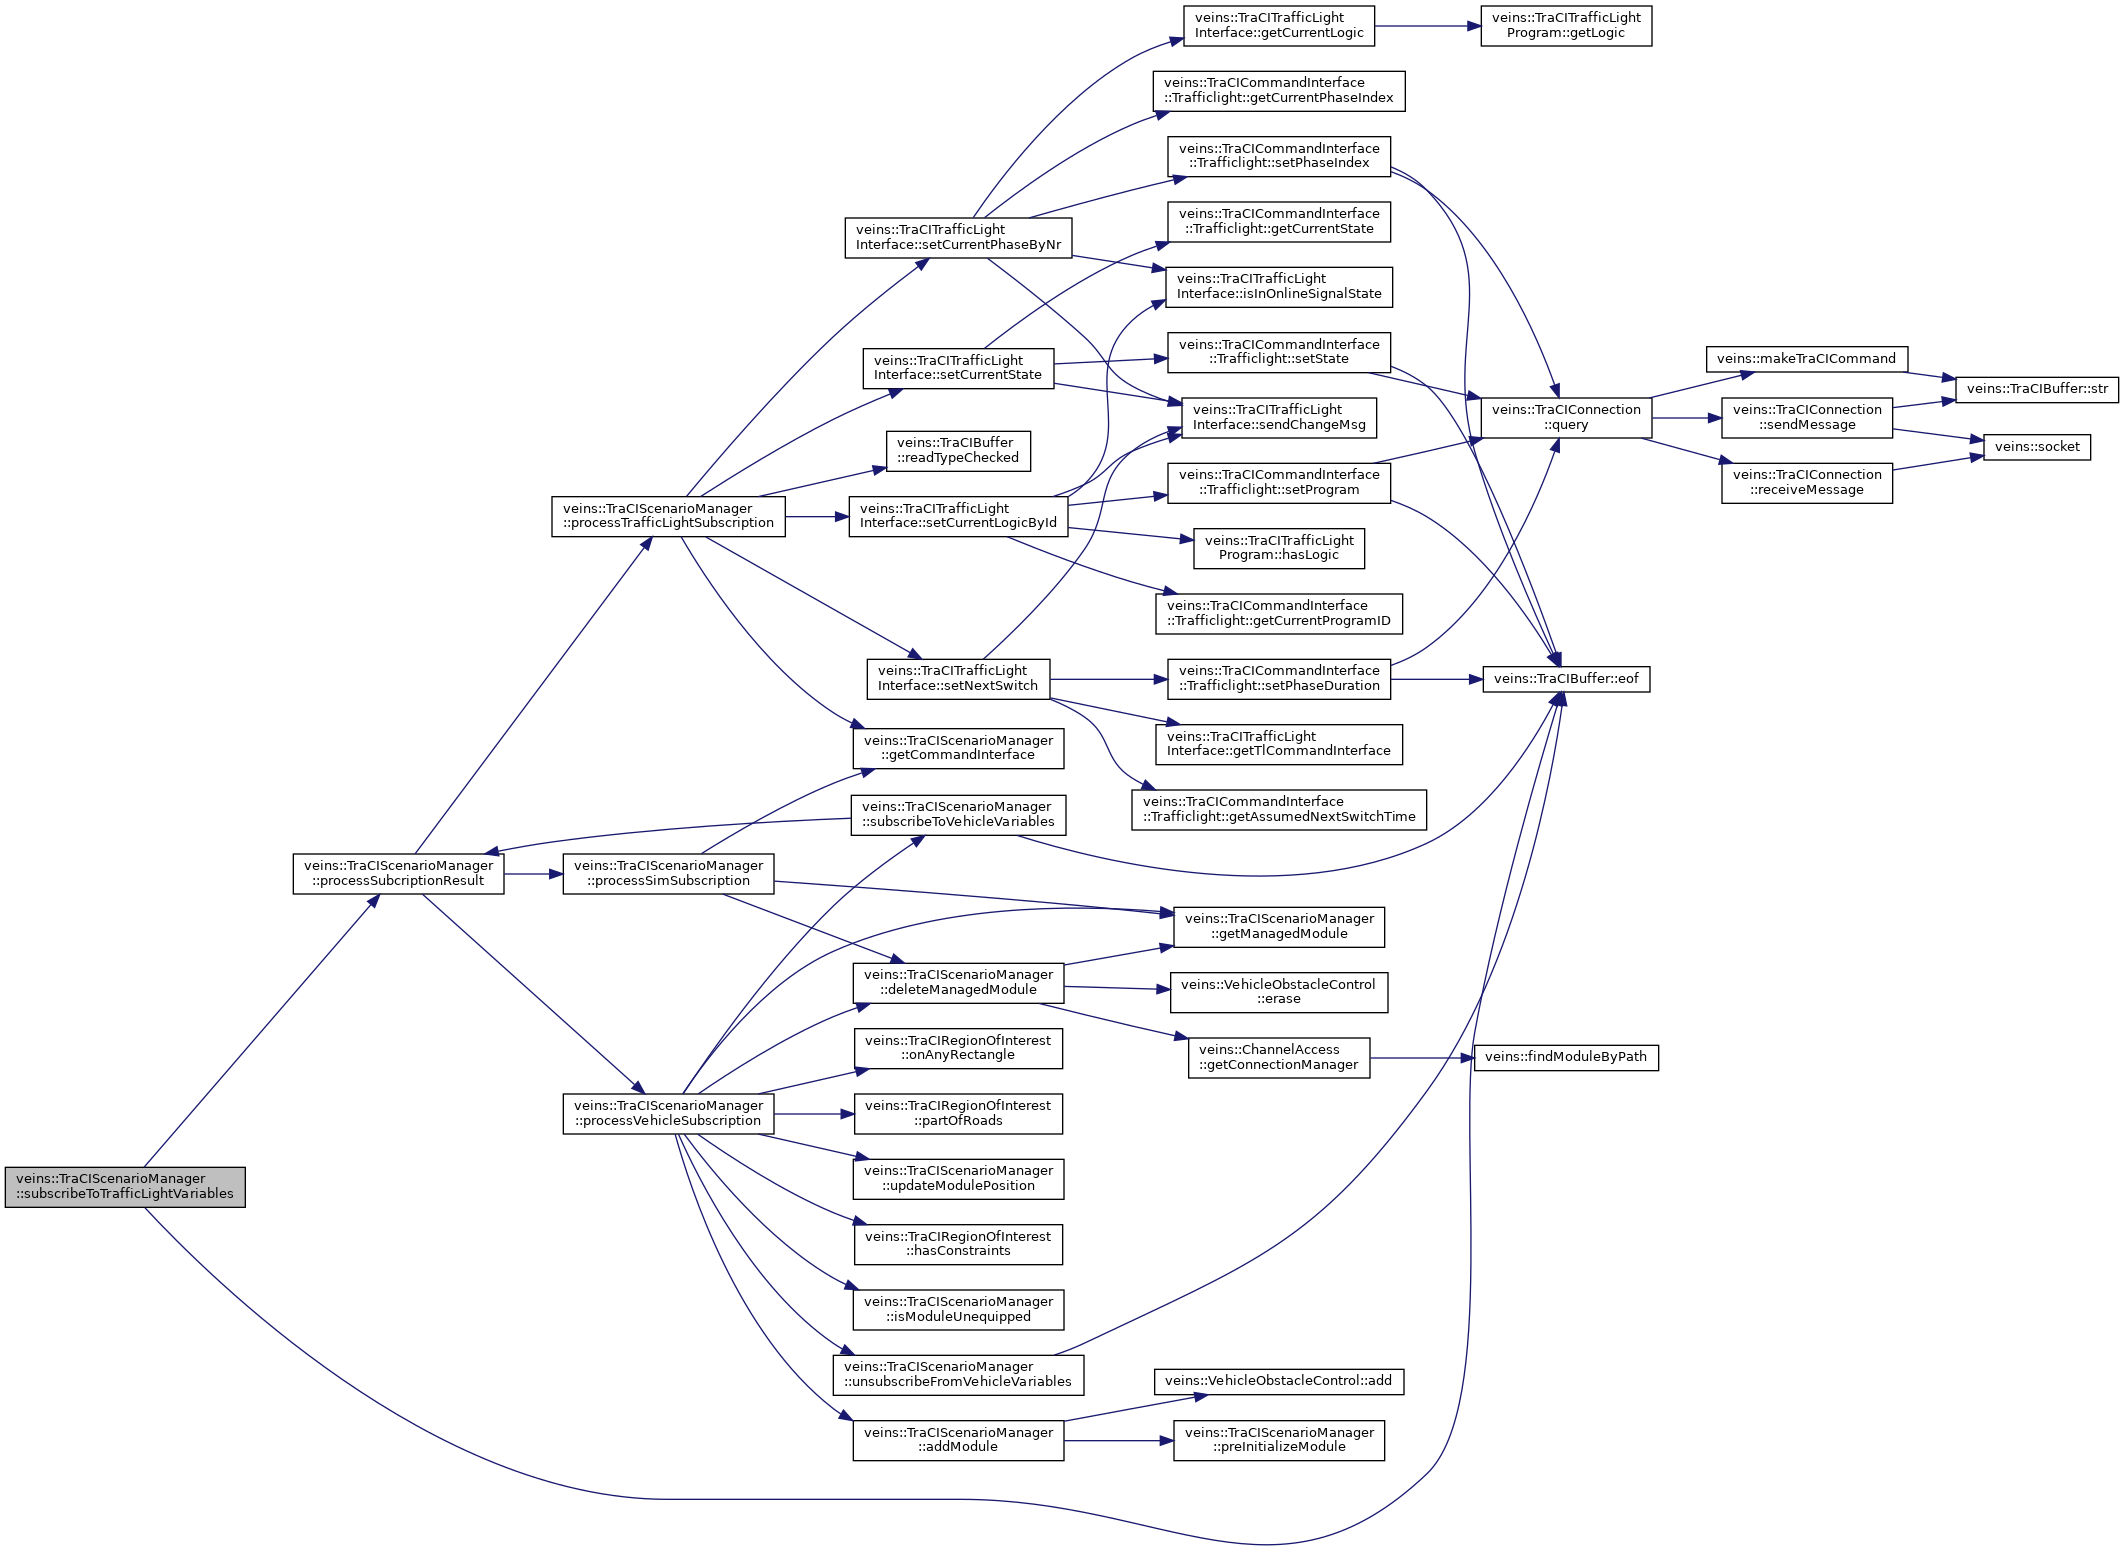 veins::TraCIScenarioManager
::subscribeToTrafficLightVariables
veins::TraCIScenarioManager
::processSubcriptionResult
veins::TraCIScenarioManager
::processTrafficLightSubscription
veins::TraCIScenarioManager
::processSimSubscription
veins::TraCIScenarioManager
::processVehicleSubscription
veins::TraCITrafficLight
Interface::setCurrentPhaseByNr
veins::TraCITrafficLight
Interface::setCurrentState
veins::TraCIBuffer
::readTypeChecked
veins::TraCITrafficLight
Interface::setCurrentLogicById
veins::TraCITrafficLight
Interface::setNextSwitch
veins::TraCIScenarioManager
::getCommandInterface
veins::TraCIScenarioManager
::subscribeToVehicleVariables
veins::TraCIScenarioManager
::deleteManagedModule
veins::TraCIRegionOfInterest
::onAnyRectangle
veins::TraCIRegionOfInterest
::partOfRoads
veins::TraCIScenarioManager
::updateModulePosition
veins::TraCIRegionOfInterest
::hasConstraints
veins::TraCIScenarioManager
::isModuleUnequipped
veins::TraCIScenarioManager
::unsubscribeFromVehicleVariables
veins::TraCIScenarioManager
::addModule
veins::TraCITrafficLight
Interface::getCurrentLogic
veins::TraCICommandInterface
::Trafficlight::getCurrentPhaseIndex
veins::TraCICommandInterface
::Trafficlight::setPhaseIndex
veins::TraCICommandInterface
::Trafficlight::getCurrentState
veins::TraCITrafficLight
Interface::isInOnlineSignalState
veins::TraCICommandInterface
::Trafficlight::setState
veins::TraCITrafficLight
Interface::sendChangeMsg
veins::TraCICommandInterface
::Trafficlight::setProgram
veins::TraCITrafficLight
Program::hasLogic
veins::TraCICommandInterface
::Trafficlight::getCurrentProgramID
veins::TraCICommandInterface
::Trafficlight::setPhaseDuration
veins::TraCITrafficLight
Interface::getTlCommandInterface
veins::TraCICommandInterface
::Trafficlight::getAssumedNextSwitchTime
veins::TraCIScenarioManager
::getManagedModule
veins::VehicleObstacleControl
::erase
veins::ChannelAccess
::getConnectionManager
veins::VehicleObstacleControl::add
veins::TraCIScenarioManager
::preInitializeModule
veins::TraCITrafficLight
Program::getLogic
veins::TraCIConnection
::query
veins::TraCIBuffer::eof
veins::findModuleByPath
veins::makeTraCICommand
veins::TraCIConnection
::sendMessage
veins::TraCIConnection
::receiveMessage
veins::TraCIBuffer::str
veins::socket